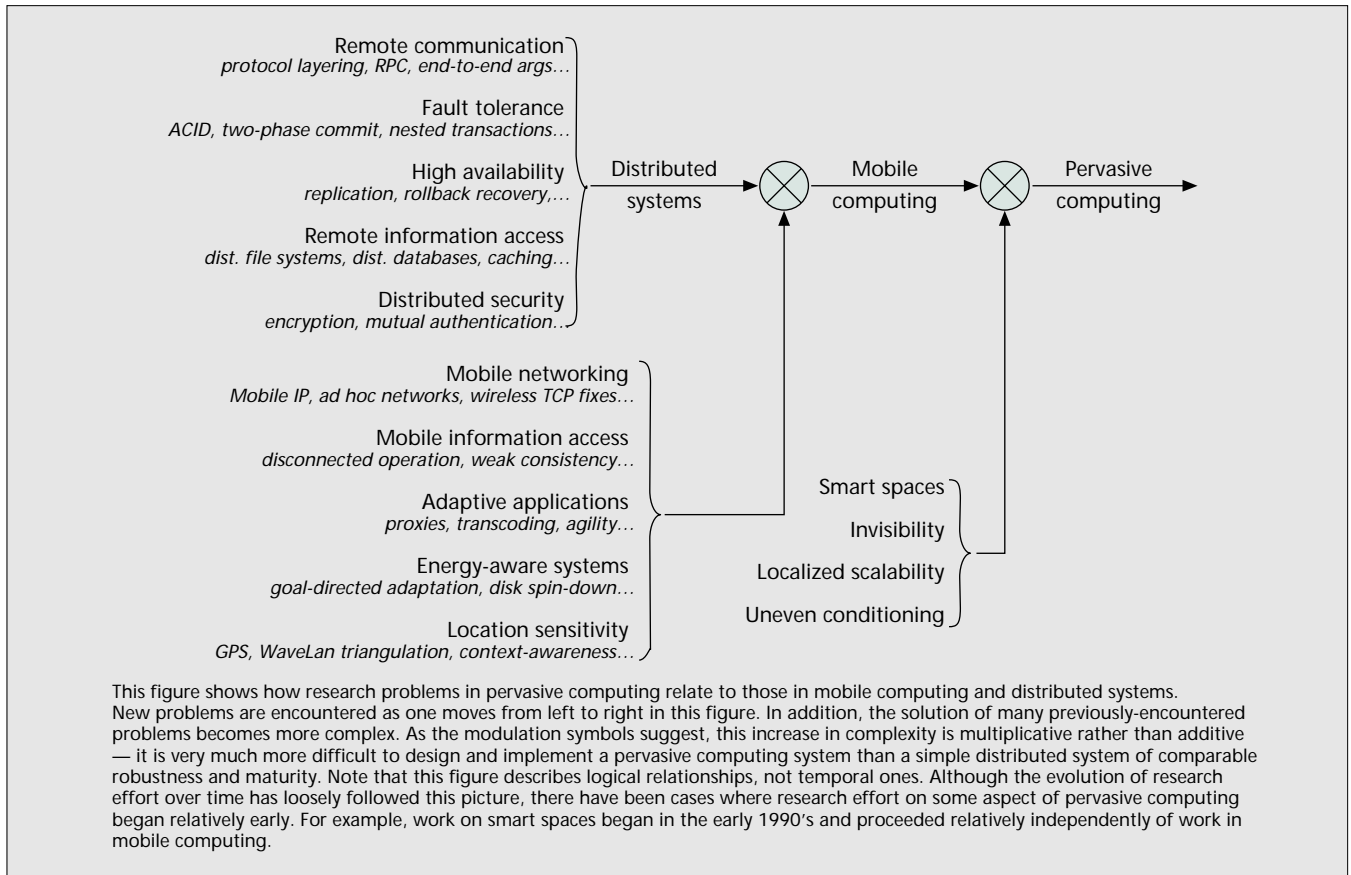 Remote communication
protocol layering, RPC, end-to-end args…
Fault tolerance
ACID, two-phase commit, nested transactions…
High availability
replication, rollback recovery,…
Remote information access
dist. file systems, dist. databases, caching…
Distributed security
encryption, mutual authentication…
Distributed
systems
Mobile
computing
Pervasive
computing
Mobile networking
Mobile IP, ad hoc networks, wireless TCP fixes…
Mobile information access
disconnected operation, weak consistency…
Adaptive applications
proxies, transcoding, agility…
Energy-aware systems
goal-directed adaptation, disk spin-down…
Location sensitivity
GPS, WaveLan triangulation, context-awareness…
Smart spaces
Invisibility
Localized scalability
Uneven conditioning
This figure shows how research problems in pervasive computing relate to those in mobile computing and distributed systems.
New problems are encountered as one moves from left to right in this figure. In addition, the solution of many previously-encountered
problems becomes more complex. As the modulation symbols suggest, this increase in complexity is multiplicative rather than additive
— it is very much more difficult to design and implement a pervasive computing system than a simple distributed system of comparable
robustness and maturity. Note that this figure describes logical relationships, not temporal ones. Although the evolution of research
effort over time has loosely followed this picture, there have been cases where research effort on some aspect of pervasive computing
began relatively early. For example, work on smart spaces began in the early 1990's and proceeded relatively independently of work in
mobile computing.